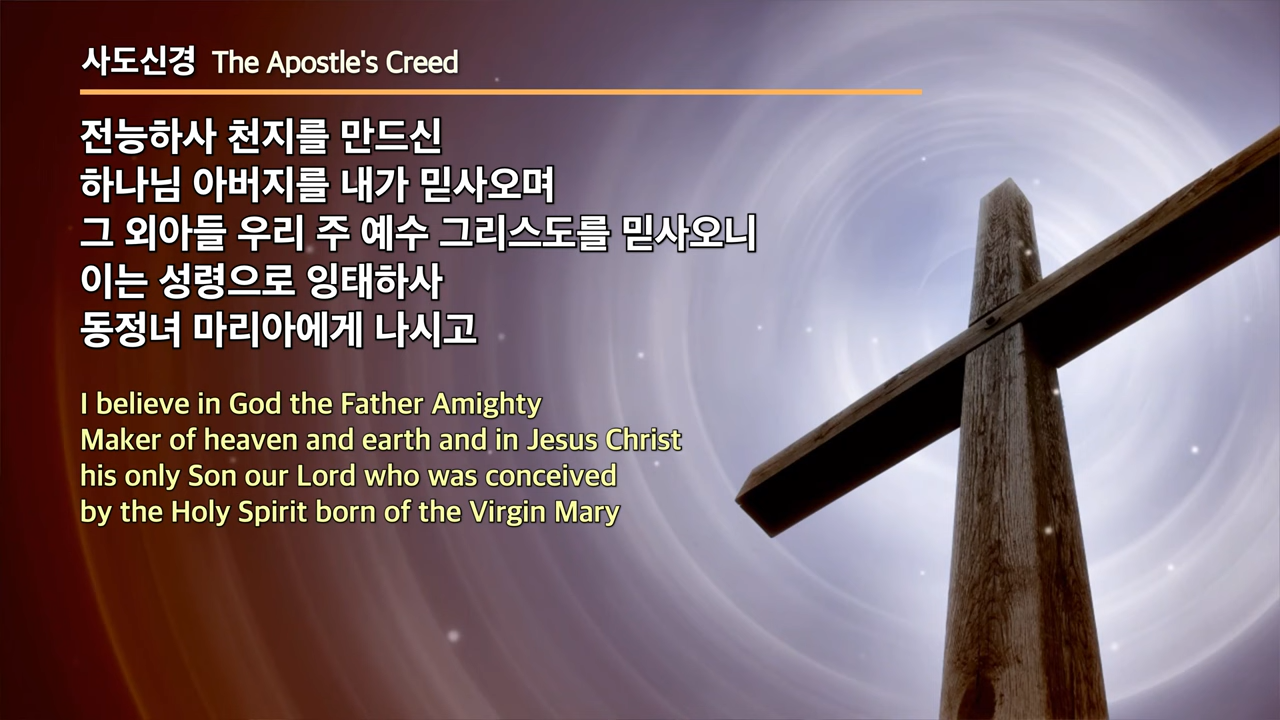 사도신경 The Apostle's Creed
전능하사 천지를 만드신
하나님 아버지를 내가 믿사오며
그 외아들 우리 주 예수 그리스도를 믿사오니
이는 성령으로 잉태하사
동정녀 마리아에게 나시고
I believe in God the Father Amighty
Maker of heaven and earth and in Jesus Christ
his only Son our Lord who was conceived
by the Holy Spirit born of the Virgin Mary